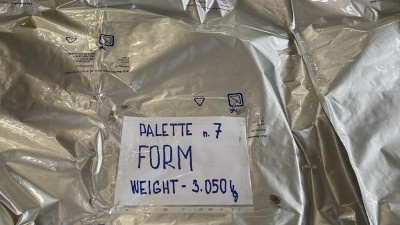 PALETTE n. 7
FORM
WEIGHT - 3.050 kg